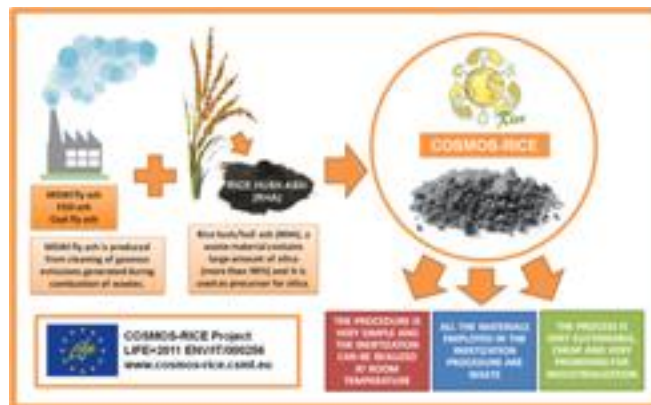 MSWI fly ash
FGD ash
Coal fly ash
MSWI fly ash is produced
from cleaning of gaseous
emissions generated during
combustion of wastes.
RICE HUSK ASH
(RHA)
Rice husk/hull ash (RHA), a
waste material contains
large amount of silica
(more than 90%) and it is
used as precursor for silica.
Rice
COSMOS-RICE
COSMOS-RICE Project
LIFE+2011 ENV/IT/000256
www.cosmos-rice.csmt.eu
THE PROCEDURE IS
VERY SIMPLE AND
THE INERTIZATION
CAN BE REALIZED
AT ROOM
TEMPERATURE
ALL THE MATERIALS
EMPLOYED IN THE
INERTIZATION
PROCEDURE ARE
WASTE
THE PROCESS IS
VERY SUSTAINABLE,
CHEAP AND VERY
PROMISING FOR
INDUSTRIALIZATION